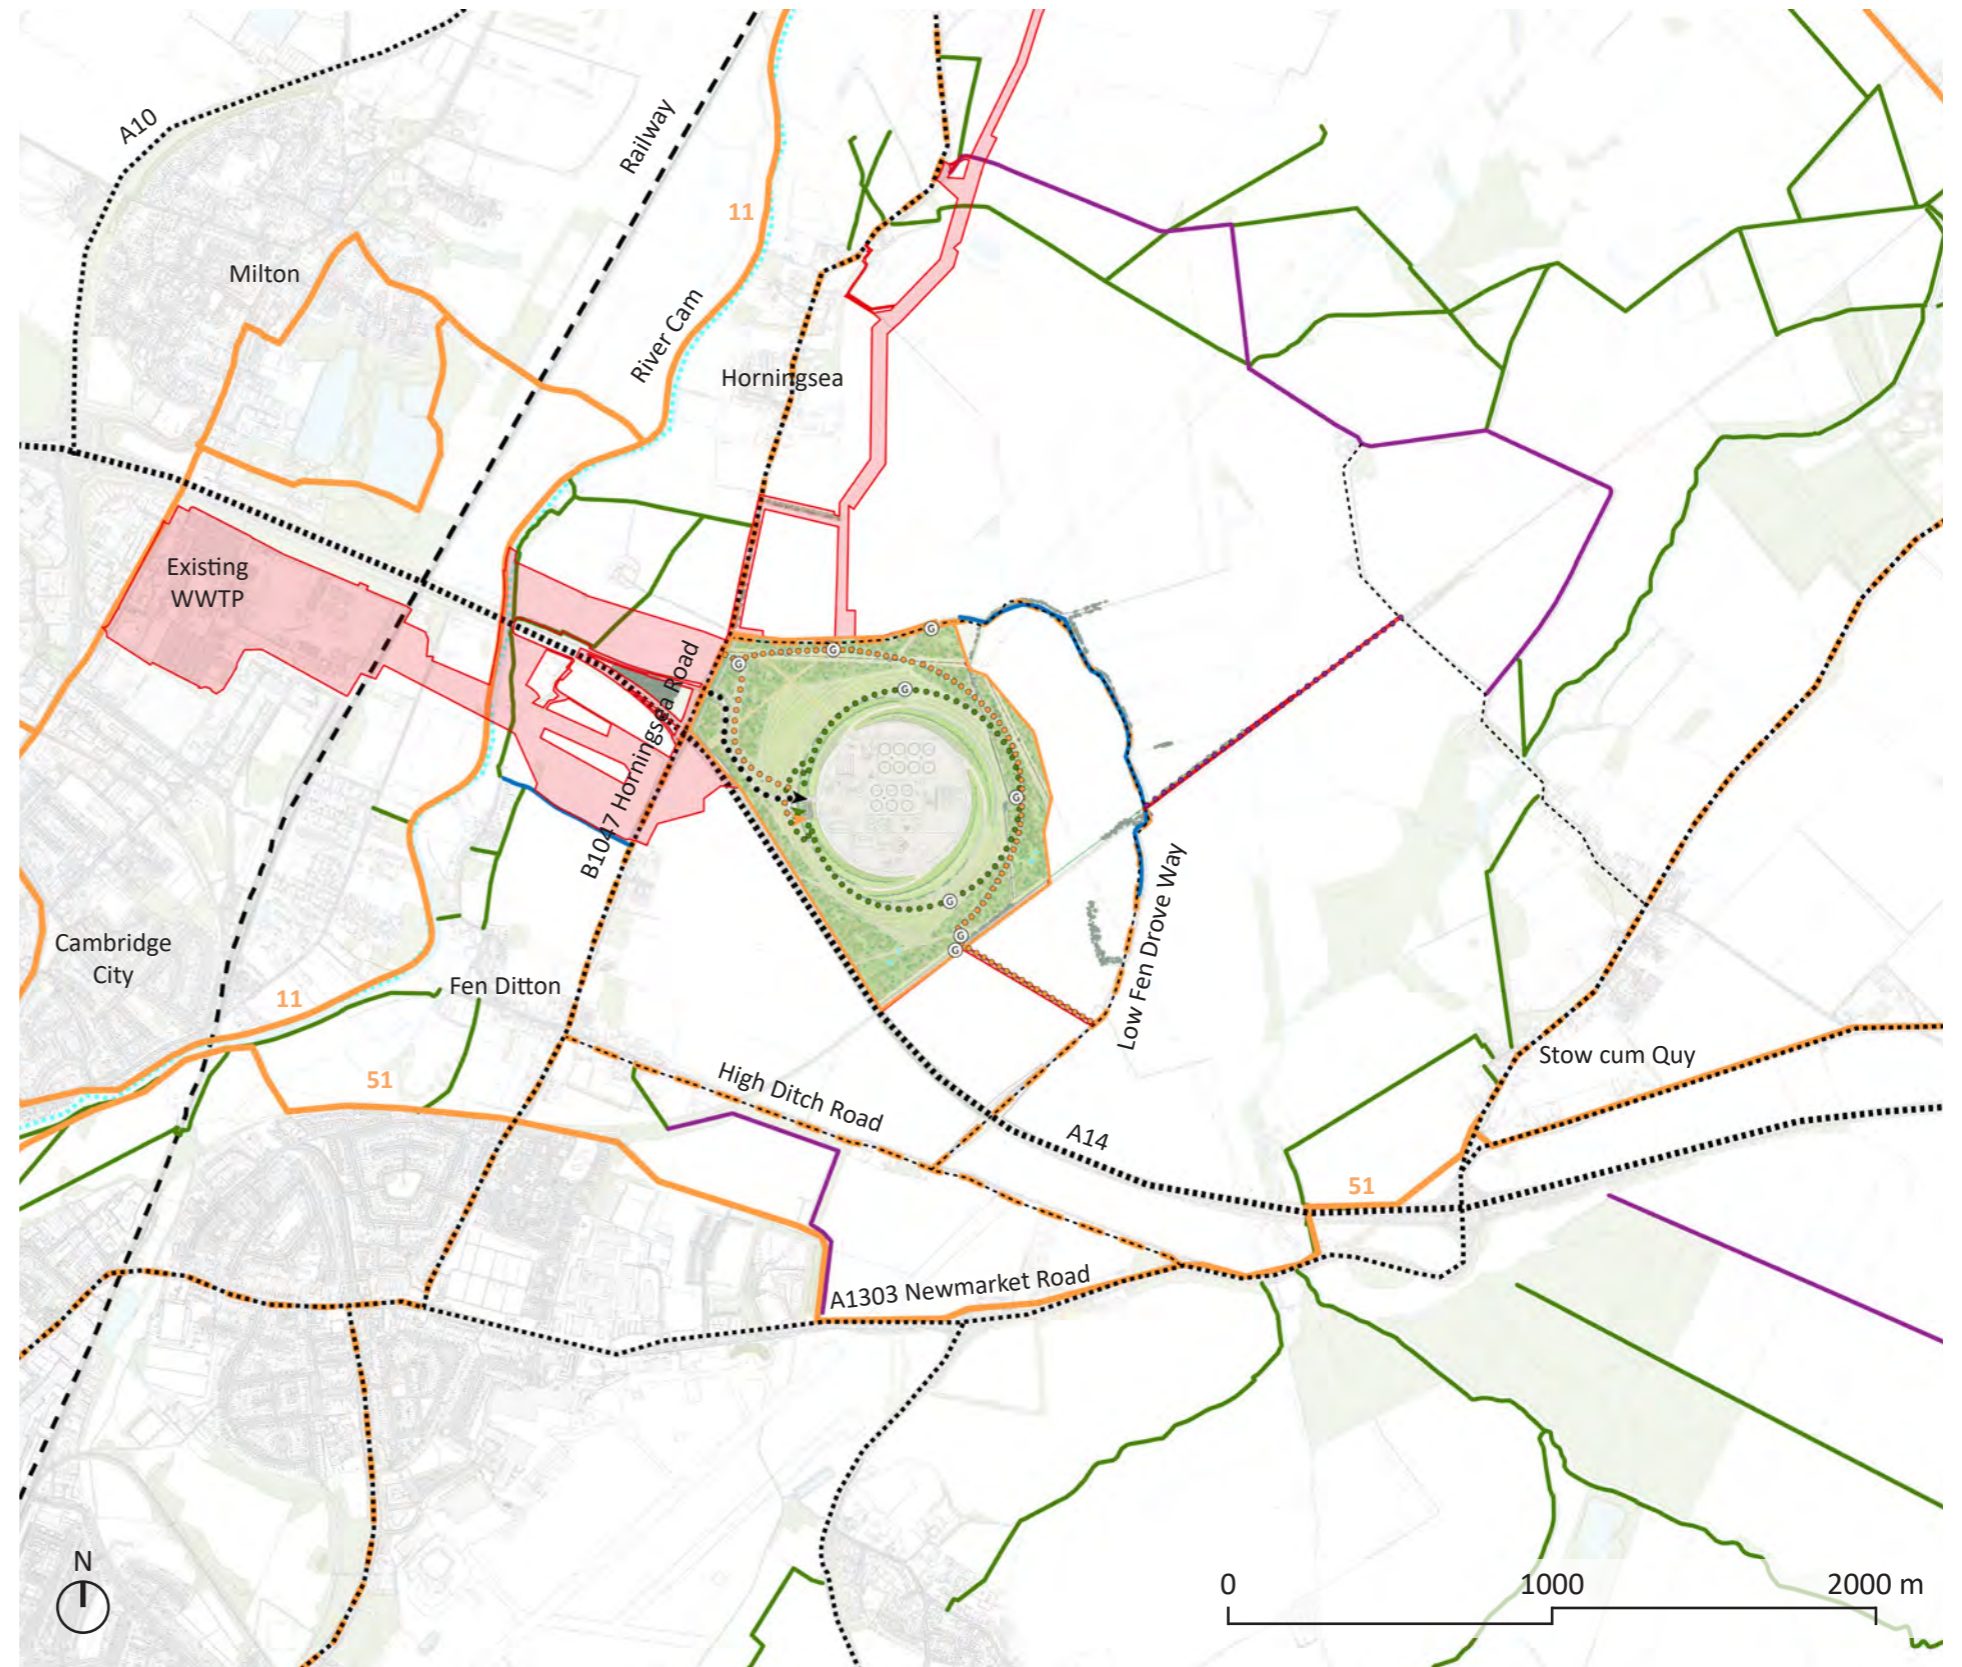 A10
Railway
11
Milton
River Cam
Horningsea
Existing
WWTP
G
G
G
G
B1047 Horningsea Road
G
G
G
G
Low Fen Drove Way
Cambridge
City
Fen Ditton
11
51
High Ditch Road
A14
Stow cum Quy
51
A1303 Newmarket Road
N
0 1000 2000 m